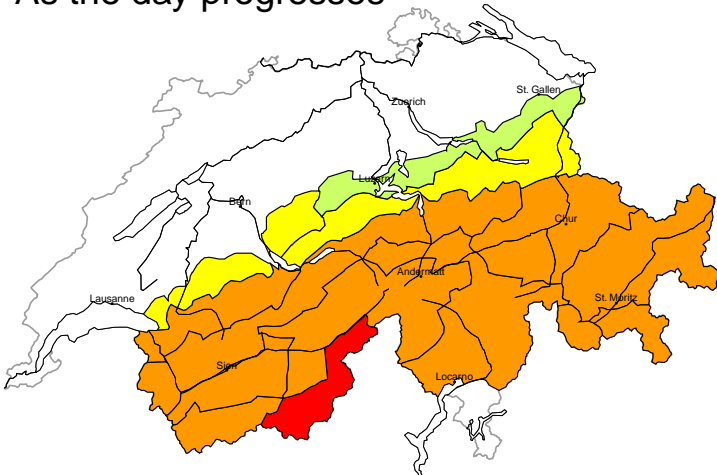 As the day progresses
St. Gallen
Zuerich
Luzern
Bern
Chur
Andermatt
Lausanne
St. Moritz
Sion
Locarno